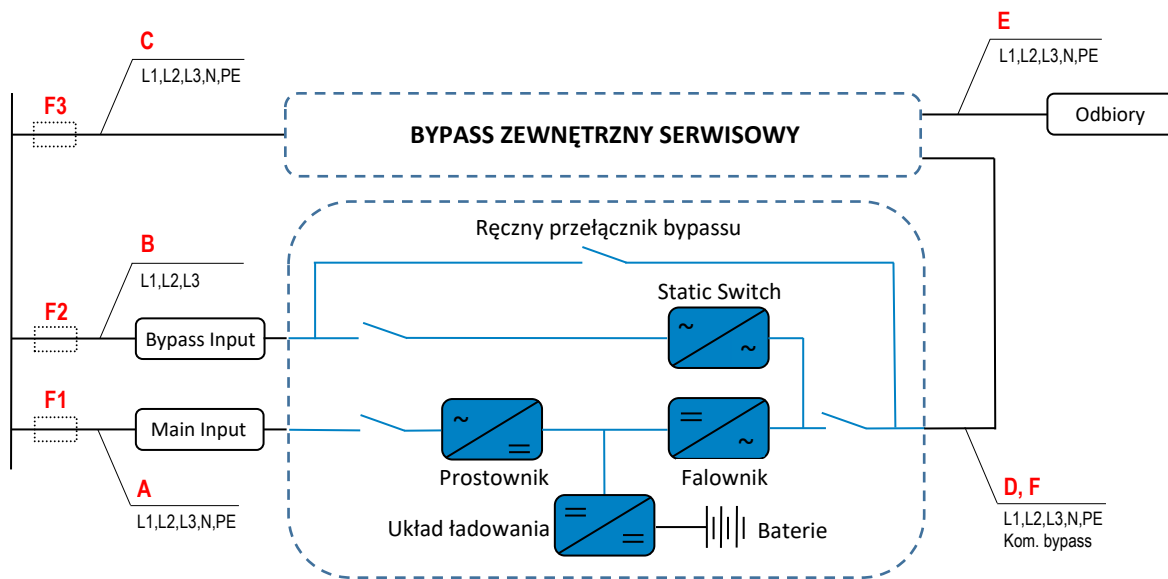 C
L1,L2,L3,N,PE
E
L1,L2,L3,N,PE
F3
BYPASS ZEWNĘTRZNY SERWISOWY
Odbiory
Ręczny przełącznik bypassu
B
L1,L2,L3
Static Switch
F2
Bypass Input
~
~
F1
Main Input
~
Prostownik
~
Falownik
A
L1,L2,L3,N,PE
Układ ładowania
Baterie
D, F
L1,L2,L3,N,PE
Kom. bypass